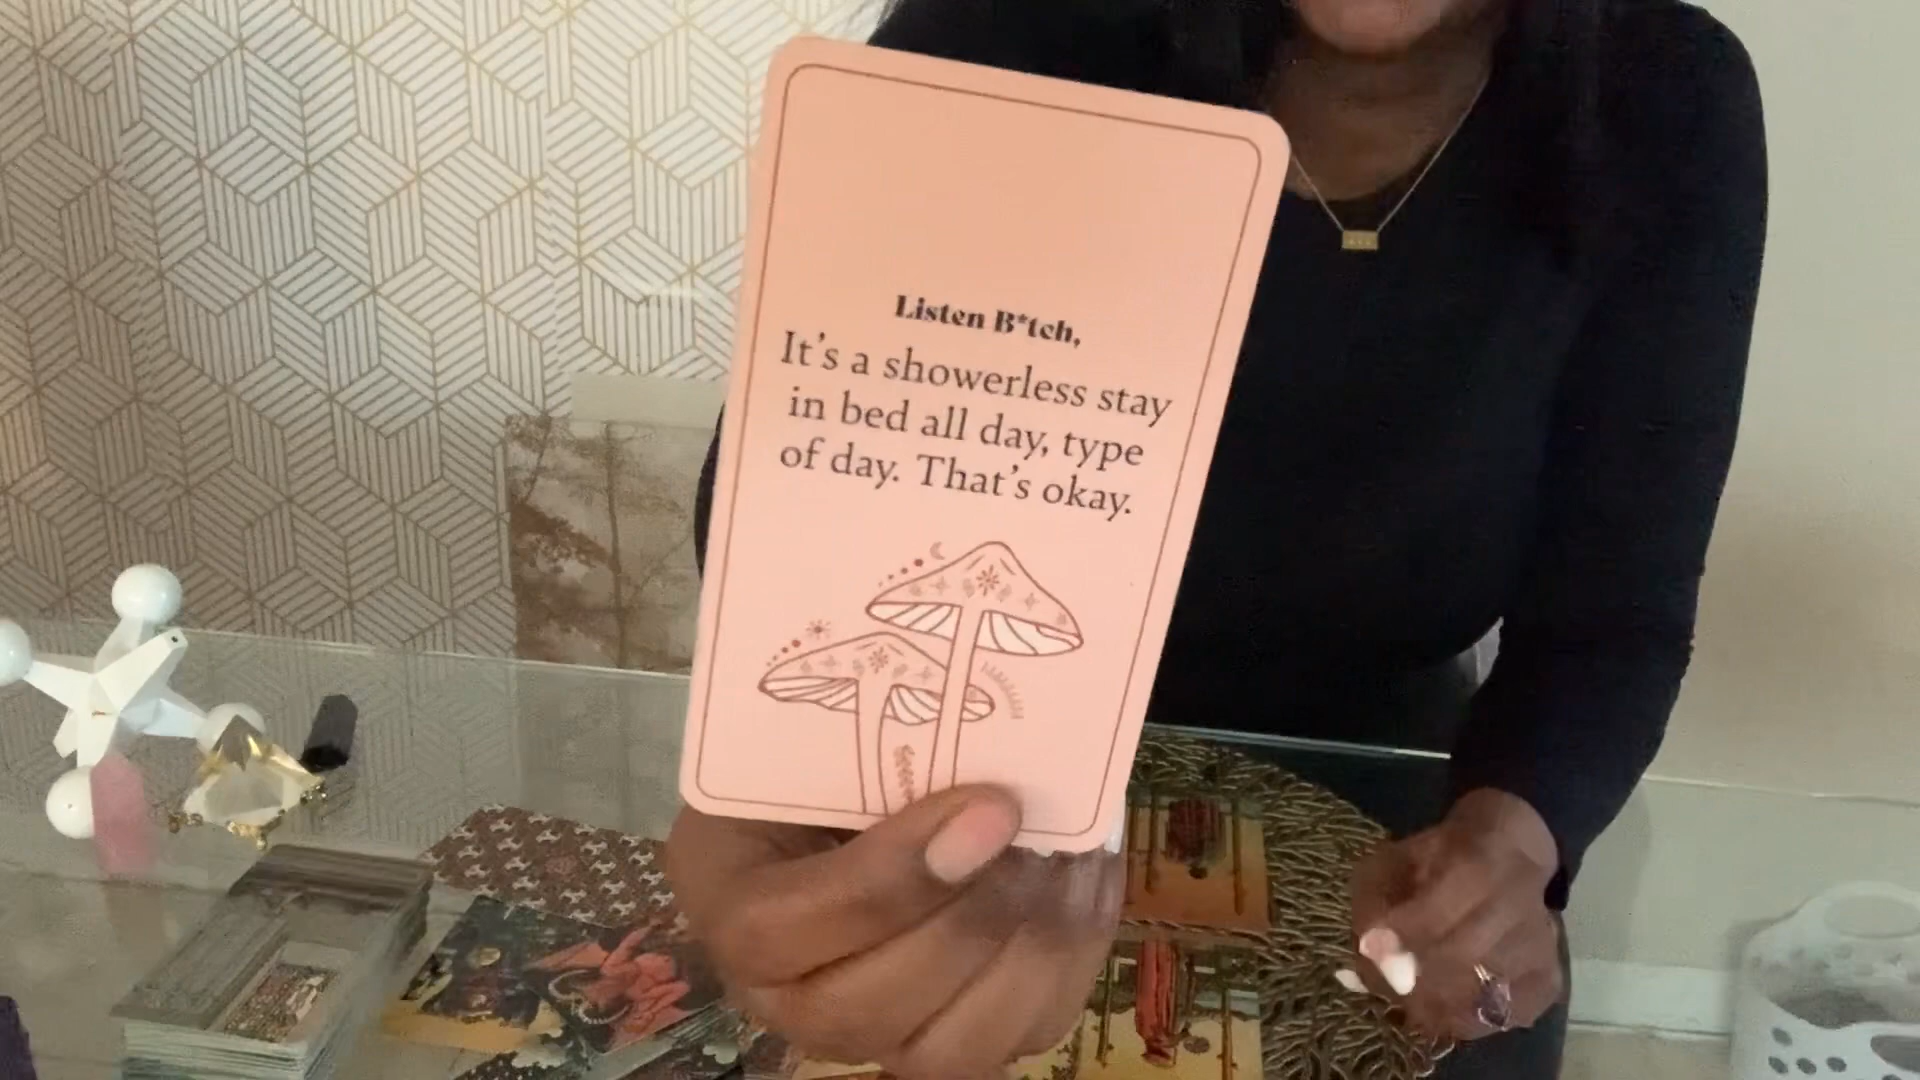 Listen B*tch,
It's a showerless stay
in bed all day, type
of day. That's okay.